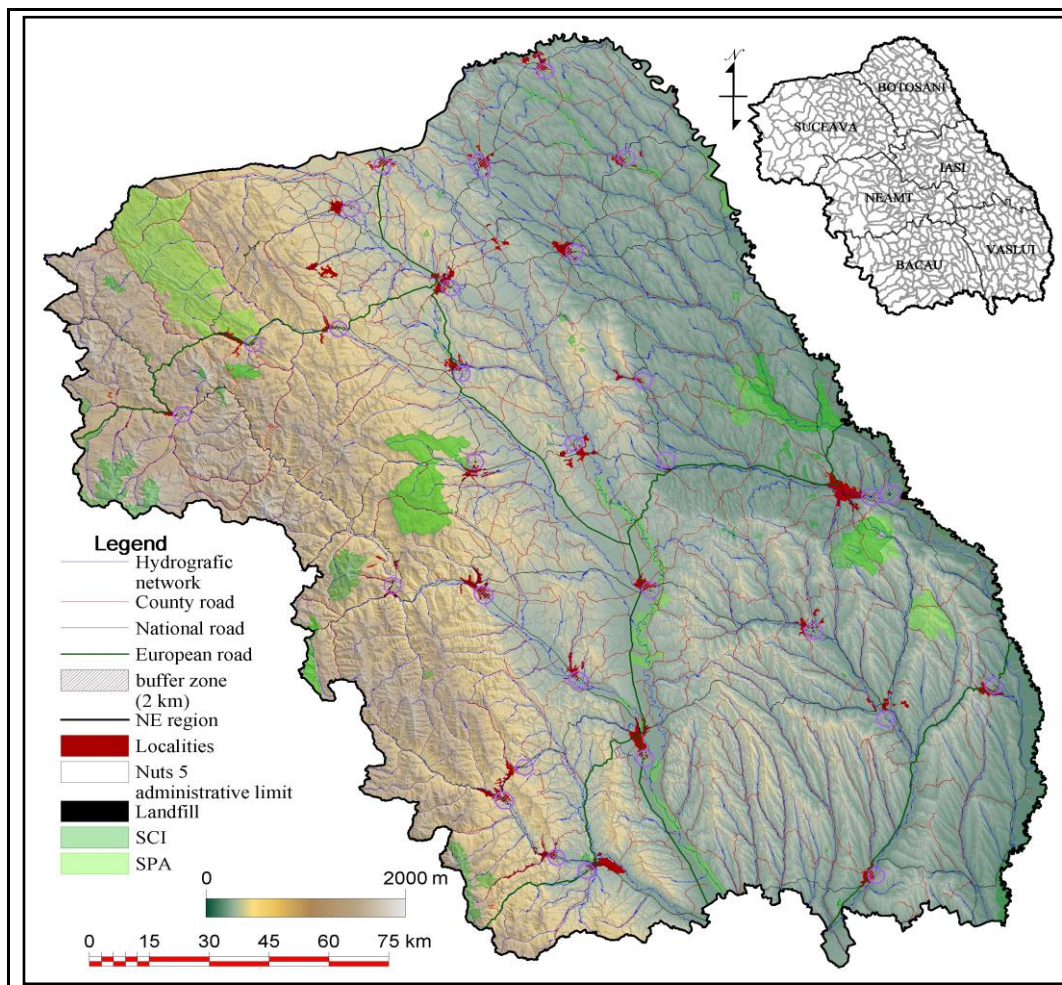 N
BOTOSANI
SUCEAVA
IASI
NEAMT
VASLUI
BACAU
Legend
Hydrografic
network
County road
National road
European road
buffer zone
(2 km)
NE region
Localities
Nuts 5
administrative limit
Landfill
SCI
SPA
0 2000 m
0 15 30 45 60 75 km